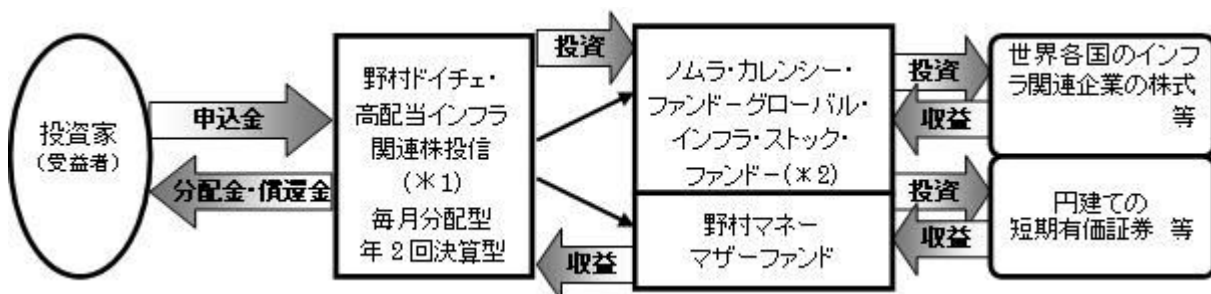 投資家
(受益者)
申込金
分配金・償還金
野村ドイチェ・
高配当インフラ
関連株投信
(＊1)
毎月分配型
年2回決算型
投資
収益
ノムラ・カレンシー・
ファンド－グローバル・
インフラ・ストック・
ファンド－(＊2)
野村マネー
マザーファンド
投資
収益
投資
収益
世界各国のインフ
ラ関連企業の株式
等
円建ての
短期有価証券 等